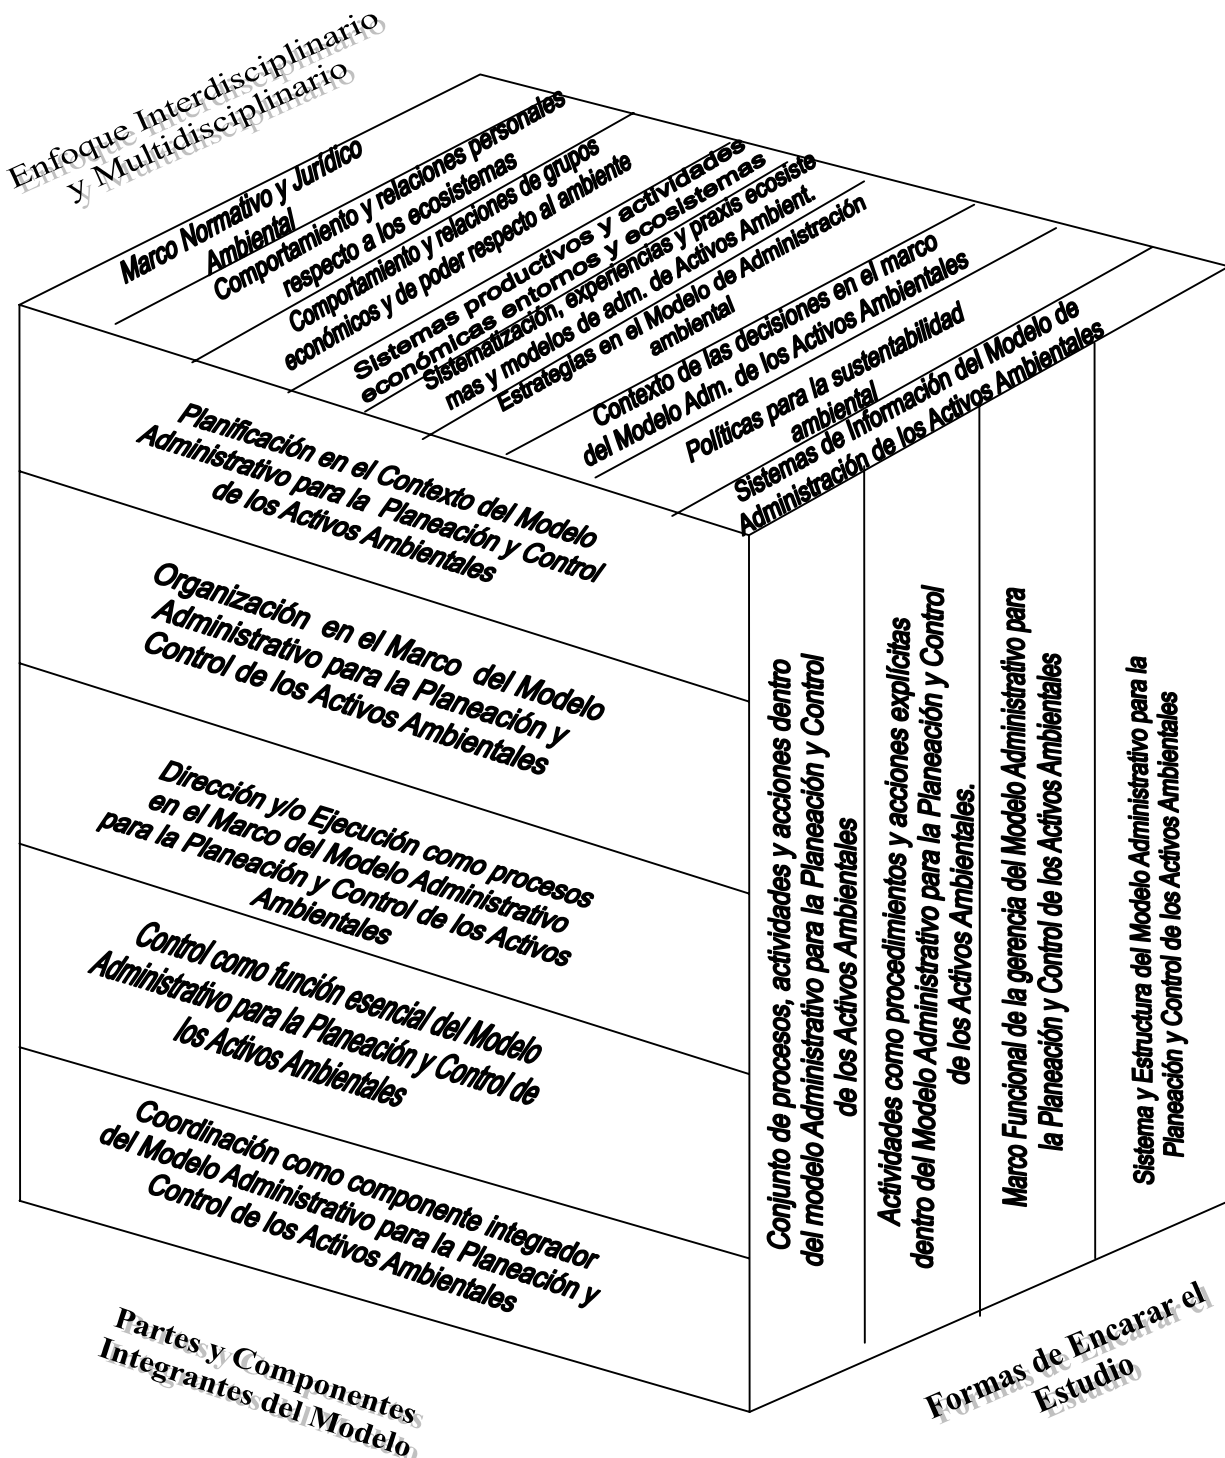 Enfoque Interdisciplinario
y Multidisciplinario
Marco Normativo y Jurídico
Ambiental
Comportamiento y relaciones personales
respecto a los ecosistemas
Comportamiento y relaciones de grupos
económicos y de poder respecto al ambiente
Sistemas productivos y actividades
económicas entornos y ecosistemas
Sistematización, experiencias y praxis ecosiste
mas y modelos de adm. de Activos Ambient.
Estrategias en el Modelo de Administración
ambiental
Contexto de las decisiones en el marco
del Modelo Adm. de los Activos Ambientales
Políticas para la sustentabilidad
ambiental
Sistemas de Información del Modelo de
Administración de los Activos Ambientales
Planificación en el Contexto del Modelo
Administrativo para la Planeación y Control
de los Activos Ambientales
Organización en el Marco del Modelo
Administrativo para la Planeación y
Control de los Activos Ambientales
Dirección y/o Ejecución como procesos
en el Marco del Modelo Administrativo
para la Planeación y Control de los Activos
Ambientales
Control como función esencial del Modelo
Administrativo para la Planeación y Control de
los Activos Ambientales
Coordinación como componente integrador
del Modelo Administrativo para la Planeación y
Control de los Activos Ambientales
Conjunto de procesos, actividades y acciones dentro
del modelo Administrativo para la Planeación y Control
de los Activos Ambientales
Actividades como procedimientos y acciones explícitas
dentro del Modelo Administrativo para la Planeación y Control
de los Activos Ambientales.
Marco Funcional de la gerencia del Modelo Administrativo para
la Planeación y Control de los Activos Ambientales
Sistema y Estructura del Modelo Administrativo para la
Planeación y Control de los Activos Ambientales
Partes y Componentes
Integrantes del Modelo
Formas de Encarar el
Estudio